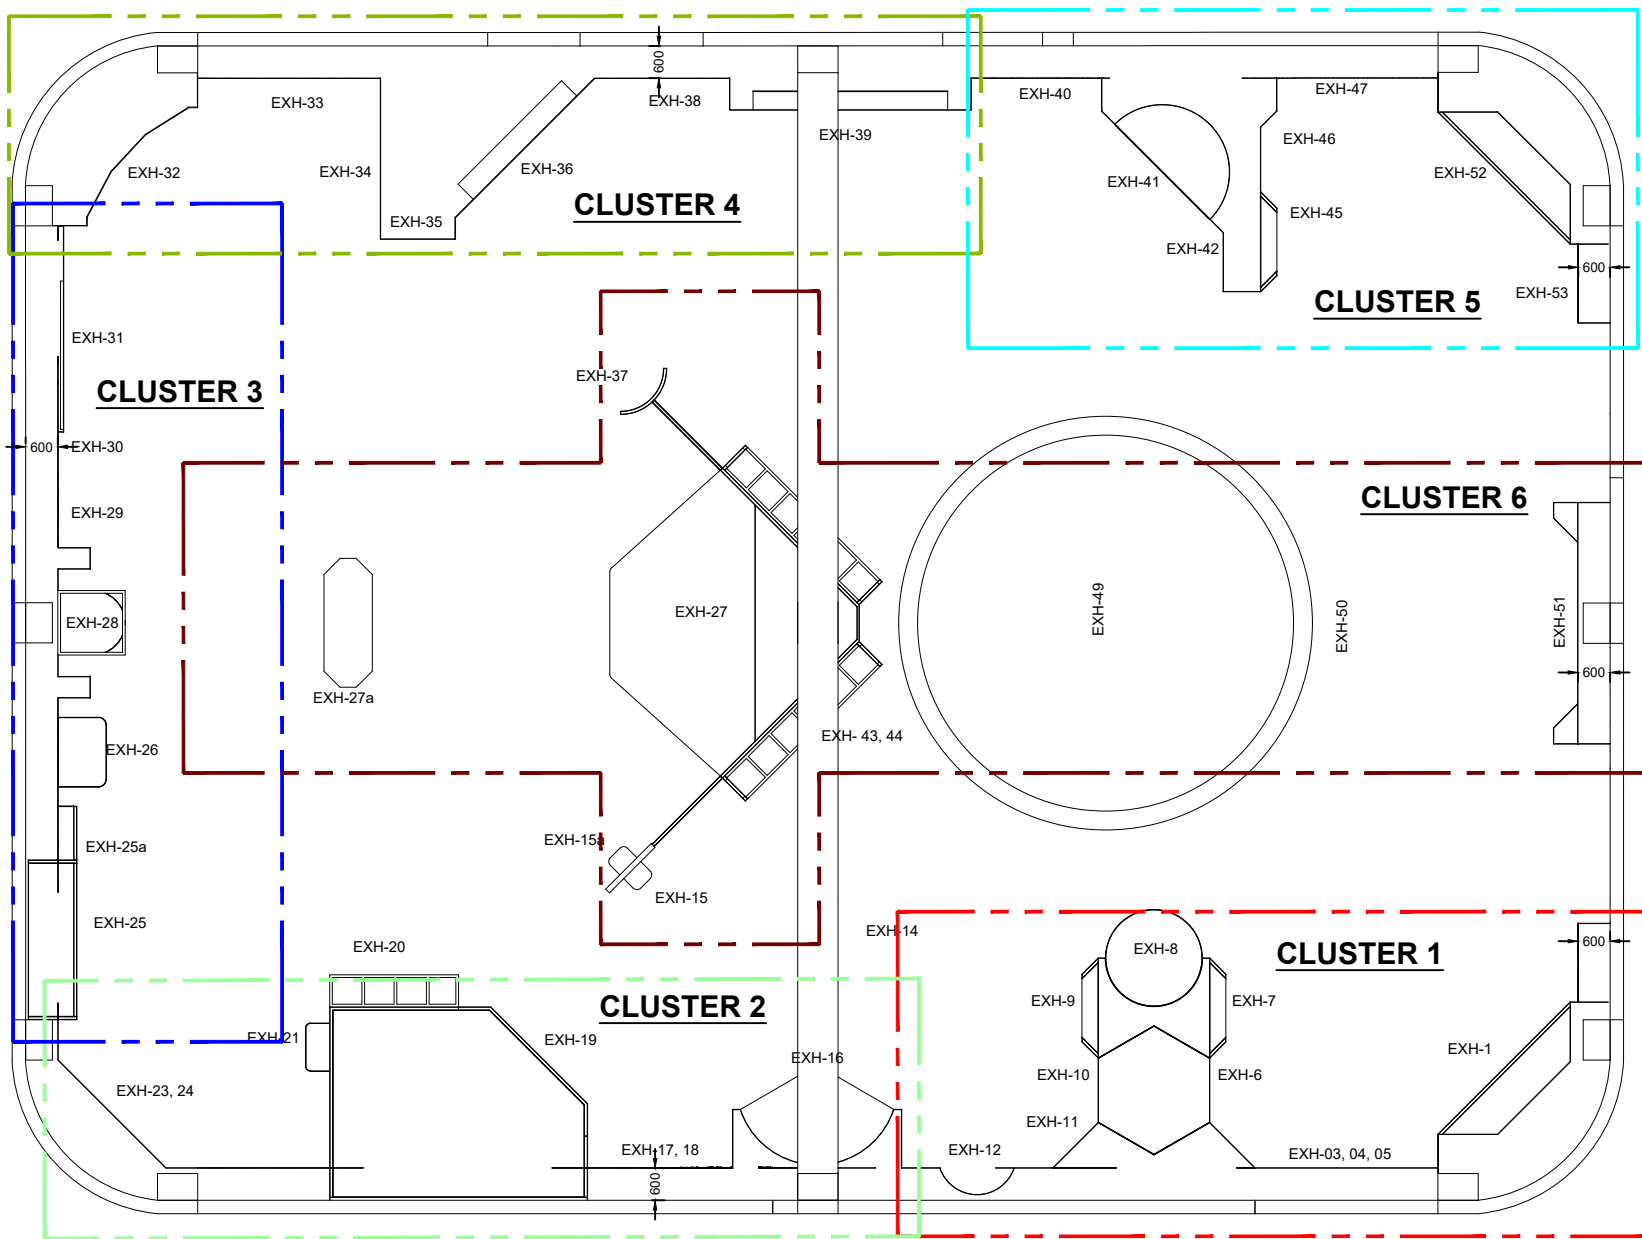 600
EXH-33
EXH-38
EXH-40
EXH-47
EXH-39
EXH-46
EXH-32
EXH-34
EXH-36
EXH-41
EXH-52
CLUSTER 4
EXH-35
EXH-45
EXH-42
600
EXH-53
CLUSTER 5
EXH-31
EXH-37
CLUSTER 3
600
EXH-30
CLUSTER 6
EXH-29
EXH-28
EXH-27
EXH-49
EXH-50
EXH-51
600
EXH-27a
EXH-26
EXH- 43, 44
EXH-25a
EXH-15a
EXH-15
EXH-25
EXH-20
EXH-14
600
EXH-8
CLUSTER 1
CLUSTER 2
EXH-9
EXH-7
EXH-21
EXH-19
EXH-16
EXH-1
EXH-10
EXH-6
EXH-23, 24
EXH-11
EXH-17, 18
EXH-12
EXH-03, 04, 05
600